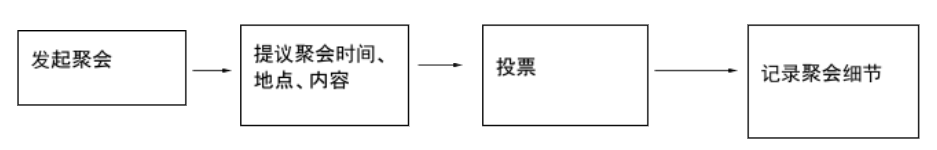 发起聚会
提议聚会时间、
地点、内容
投票
记录聚会细节